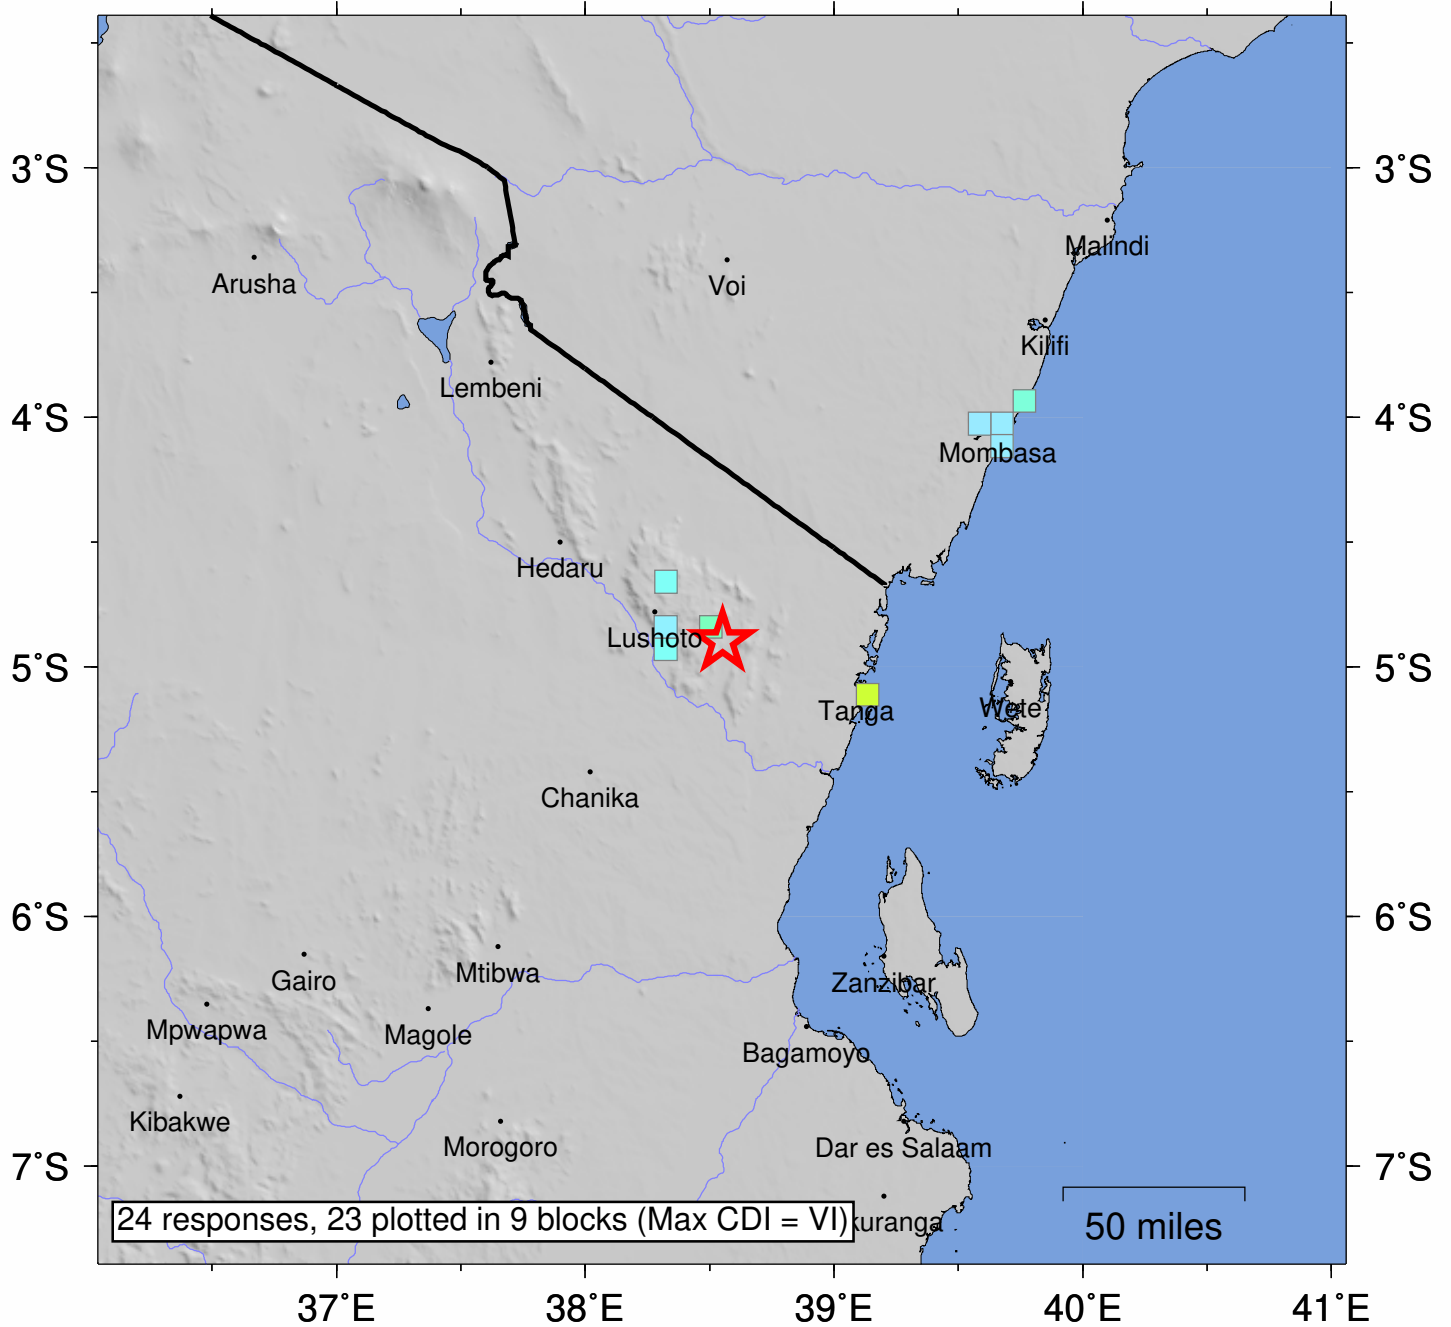 3°S
3°S
Malindi
Arusha
Voi
Kilifi
Lembeni
4°S
4°S
Mombasa
Hedaru
Lushoto
5°S
5°S
Tanga
Wete
Chanika
6°S
6°S
Gairo
Mtibwa
Zanzibar
Mpwapwa
Magole
Bagamoyo
Kibakwe
Morogoro
Dar es Salaam
7°S
7°S
24 responses, 23 plotted in 9 blocks (Max CDI = VI)
kuranga
50 miles
37°E
38°E
39°E
40°E
41°E